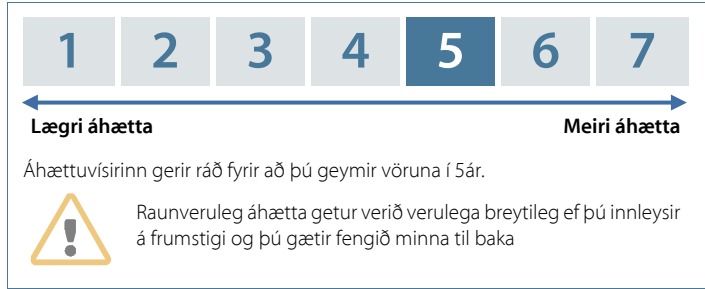 1 2 3 4 5 6 7
Lægri áhætta Meiri áhætta
Áhættuvísirinn gerir ráð fyrir að þú geymir vöruna í 5ár.
Raunveruleg áhætta getur verið verulega breytileg ef þú innleysir
á frumstigi og þú gætir fengið minna til baka